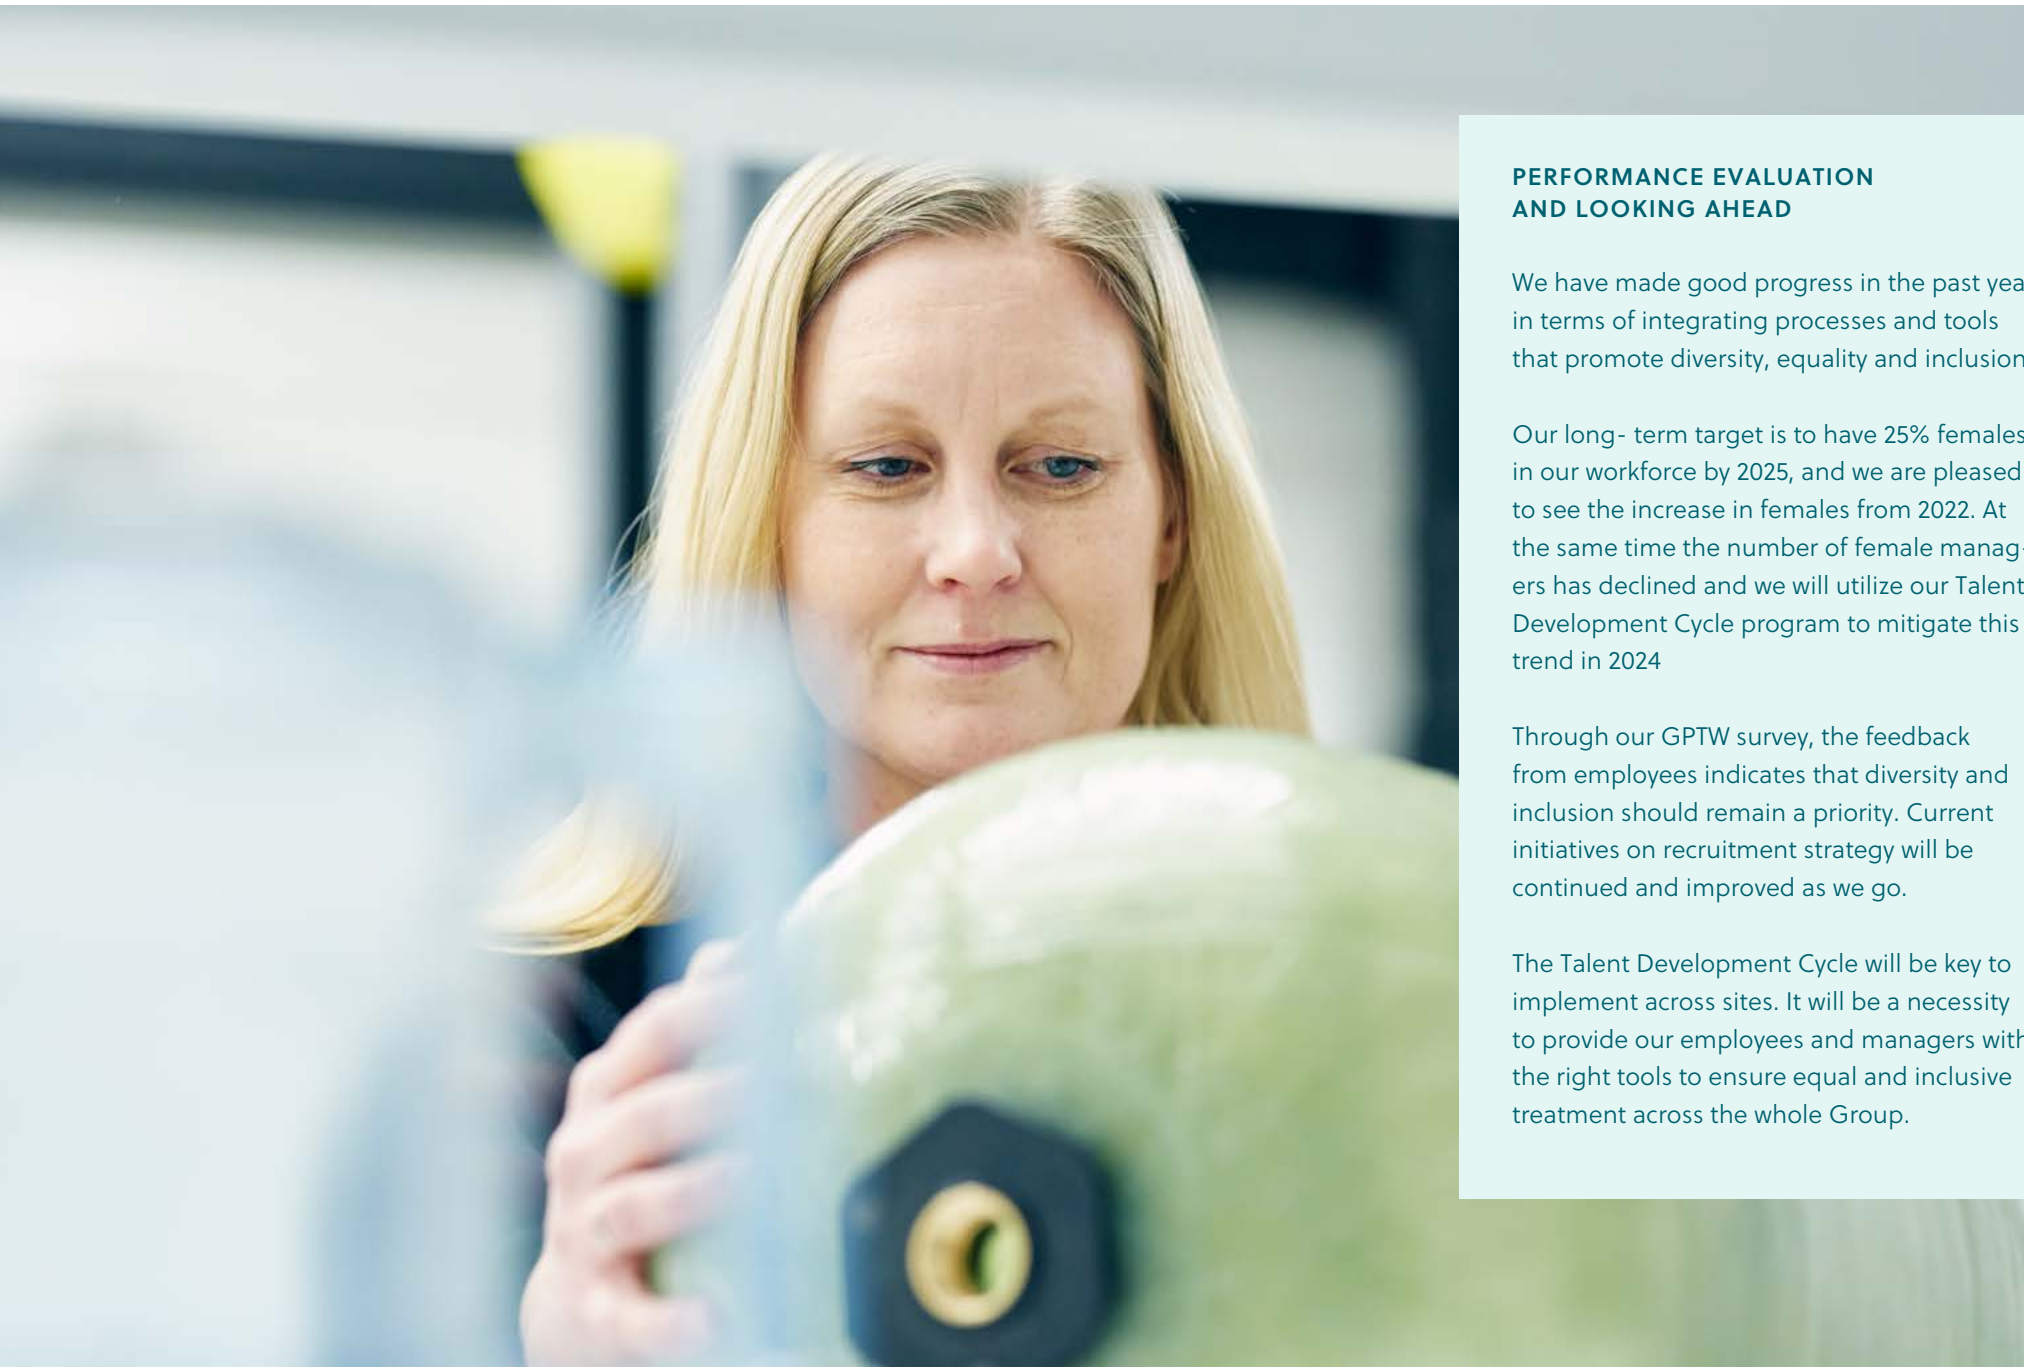 PERFORMANCE EVALUATION
AND LOOKING AHEAD
We have made good progress in the past yea
in terms of integrating processes and tools
that promote diversity, equality and inclusion
Our long- term target is to have 25% females
in our workforce by 2025, and we are pleased
to see the increase in females from 2022. At
the same time the number of female manag-
ers has declined and we will utilize our Talent
Development Cycle program to mitigate this
trend in 2024
Through our GPTW survey, the feedback
from employees indicates that diversity and
inclusion should remain a priority. Current
initiatives on recruitment strategy will be
continued and improved as we go.
The Talent Development Cycle will be key to
implement across sites. It will be a necessity
to provide our employees and managers with
the right tools to ensure equal and inclusive
treatment across the whole Group.